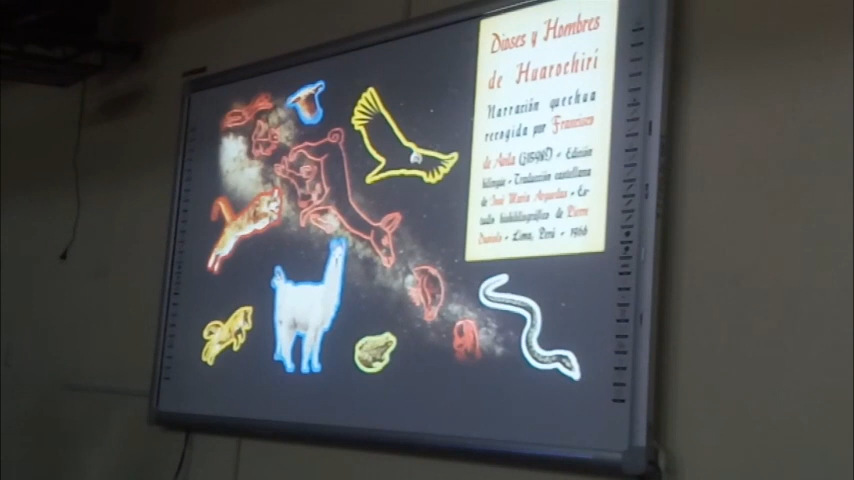 Dioses y Hombres
de Huarochirí
Narración quechua
recogida por Francisco
de Avila (¿1598?) - Edición
bilingüe - Traducción castellana
de José María Arguedas - Es-
tudio biobibliográfico de Pierre
Duviols - Lima, Perú - 1966